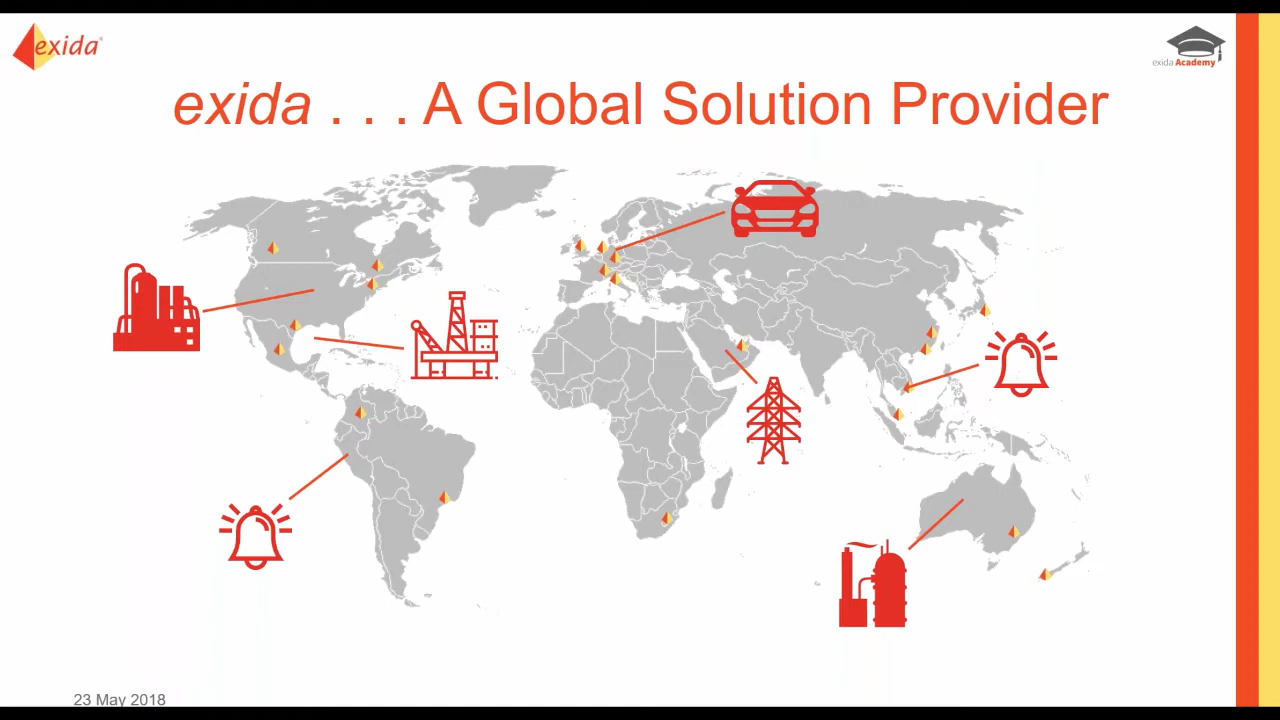 exida®
exida Academy
exida . . . A Global Solution Provider
23 May 2018